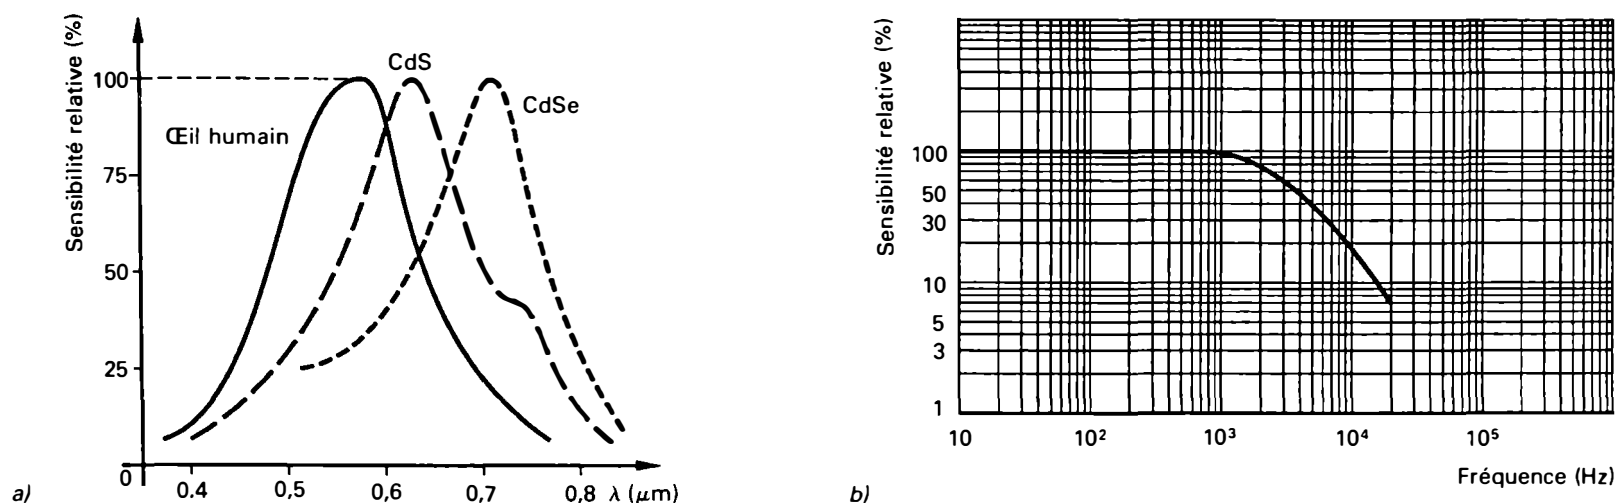 Sensibilité relative (%)
100
75
50
25
0
CdS
CdSe
Œil humain
0,4
0,5
0,6
0,7
0,8
λ (μm)
a)
Sensibilité relative (%)
100
50
30
10
5
3
1
10
10²
10³
10⁴
10⁵
Fréquence (Hz)
b)